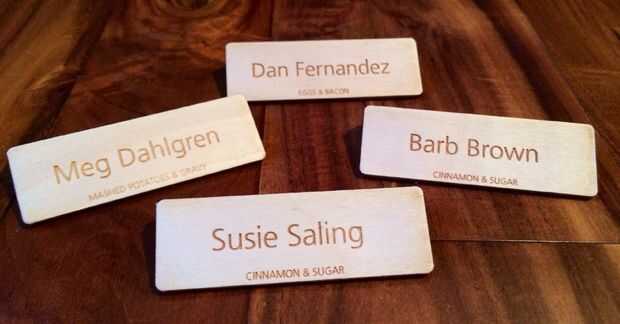 Dan Fernandez
EGGS & BACON
Meg Dahlgren
MASHED POTATOES & GRAVY
Barb Brown
CINNAMON & SUGAR
Susie Saling
CINNAMON & SUGAR